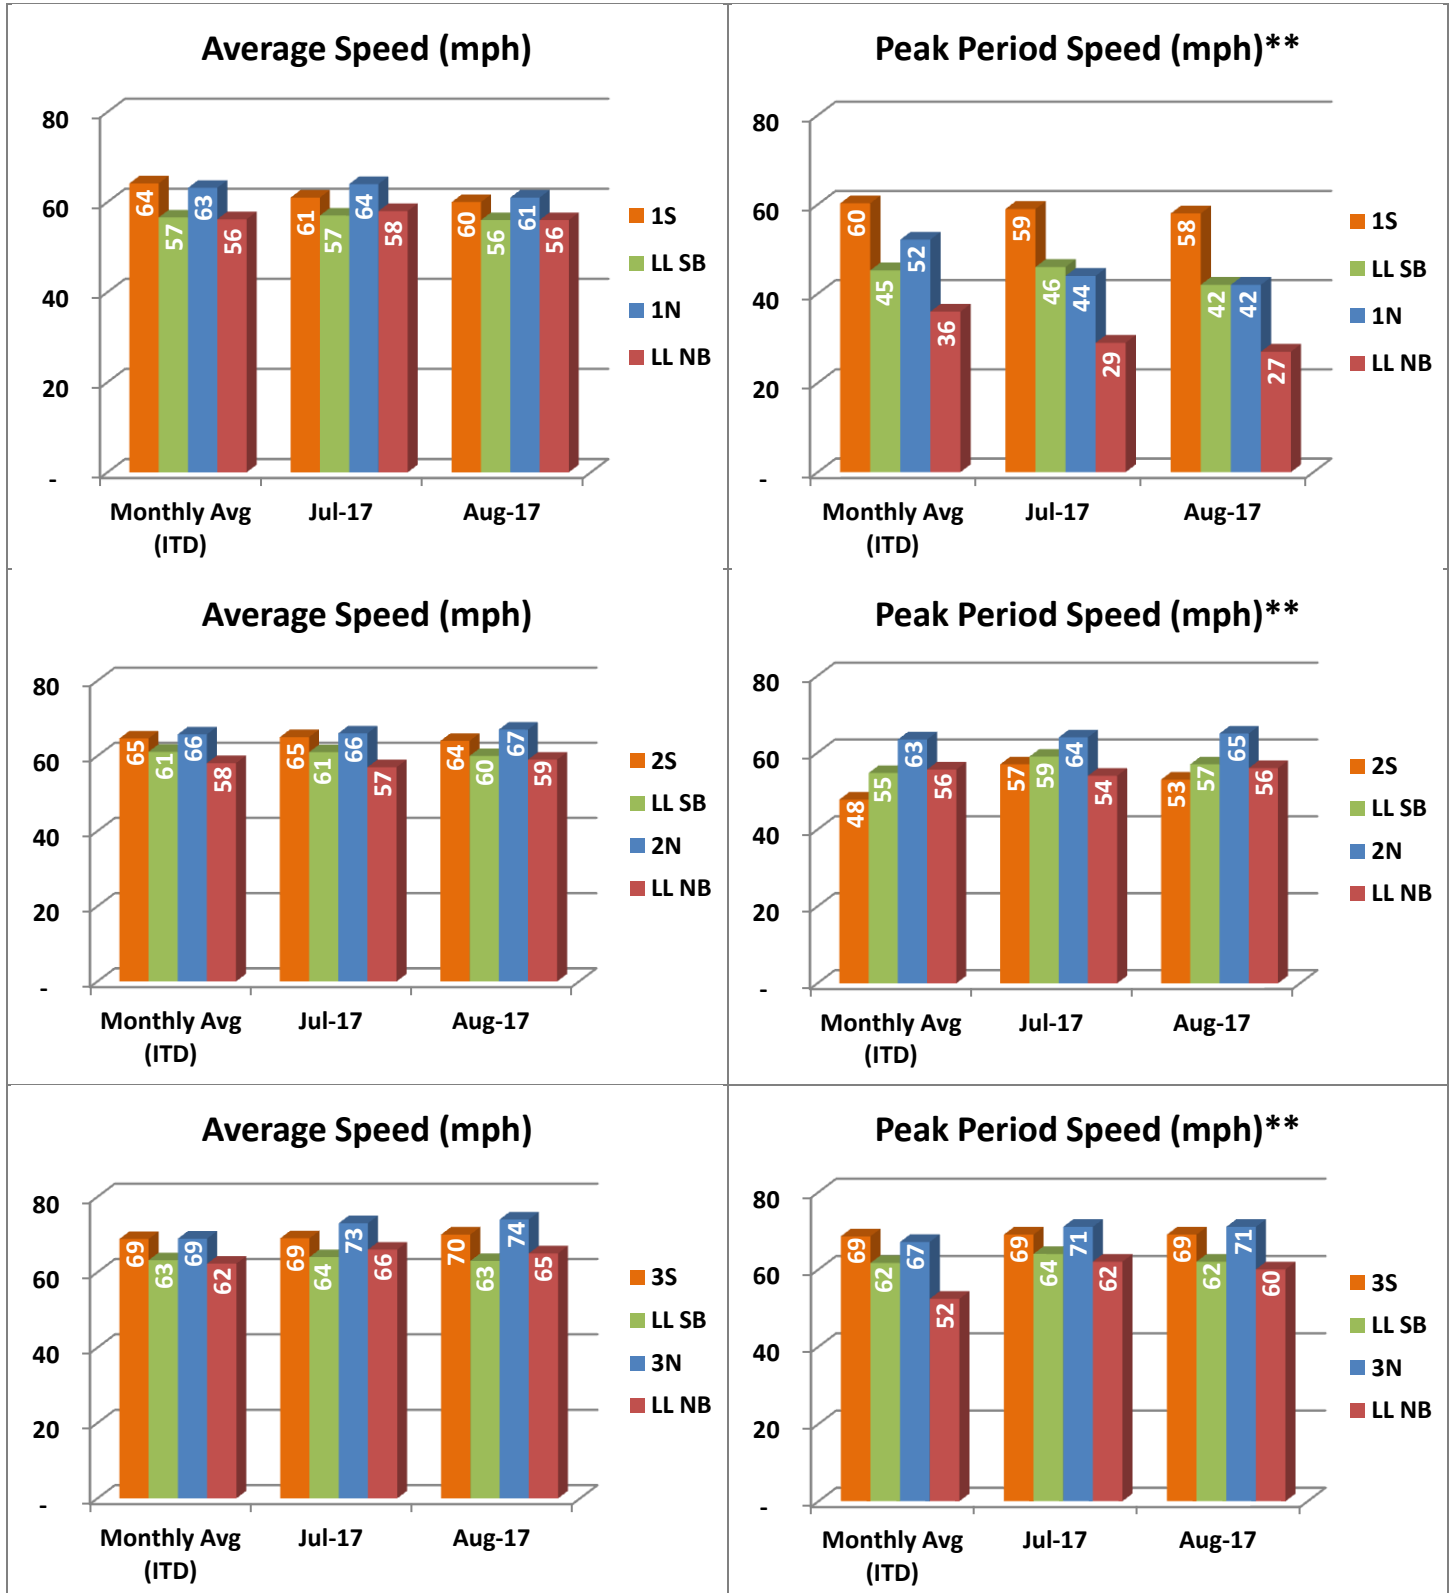 Average Speed (mph)
80
60
40
20
-
64
57
63
56
61
57
64
58
60
56
61
56
Monthly Avg
(ITD)
Jul-17
Aug-17
1S
LL SB
1N
LL NB
Peak Period Speed (mph)**
80
60
40
20
-
60
45
52
36
59
46
44
29
58
42
42
27
Monthly Avg
(ITD)
Jul-17
Aug-17
1S
LL SB
1N
LL NB
Average Speed (mph)
80
60
40
20
-
65
61
66
58
65
61
66
57
64
60
67
59
Monthly Avg
(ITD)
Jul-17
Aug-17
2S
LL SB
2N
LL NB
Peak Period Speed (mph)**
80
60
40
20
-
48
55
63
56
57
59
64
54
53
57
65
56
Monthly Avg
(ITD)
Jul-17
Aug-17
2S
LL SB
2N
LL NB
Average Speed (mph)
80
60
40
20
-
69
63
69
62
69
64
73
66
70
63
74
65
Monthly Avg
(ITD)
Jul-17
Aug-17
3S
LL SB
3N
LL NB
Peak Period Speed (mph)**
80
60
40
20
-
69
62
67
52
69
64
71
62
69
62
71
60
Monthly Avg
(ITD)
Jul-17
Aug-17
3S
LL SB
3N
LL NB